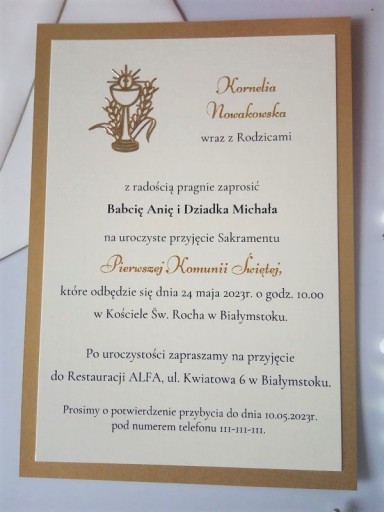 Kornelia
Nowakowska
wraz z Rodzicami
z radością pragnie zaprosić
Babcię Anię i Dziadka Michała
na uroczyste przyjęcie Sakramentu
Pierwszej Komunii Świętej,
które odbędzie się dnia 24 maja 2023r. o godz. 10.00
w Kościele Św. Rocha w Białymstoku.
Po uroczystości zapraszamy na przyjęcie
do Restauracji ALFA, ul. Kwiatowa 6 w Białymstoku.
Prosimy o potwierdzenie przybycia do dnia 10.05.2023r.
pod numerem telefonu 111-111-111.